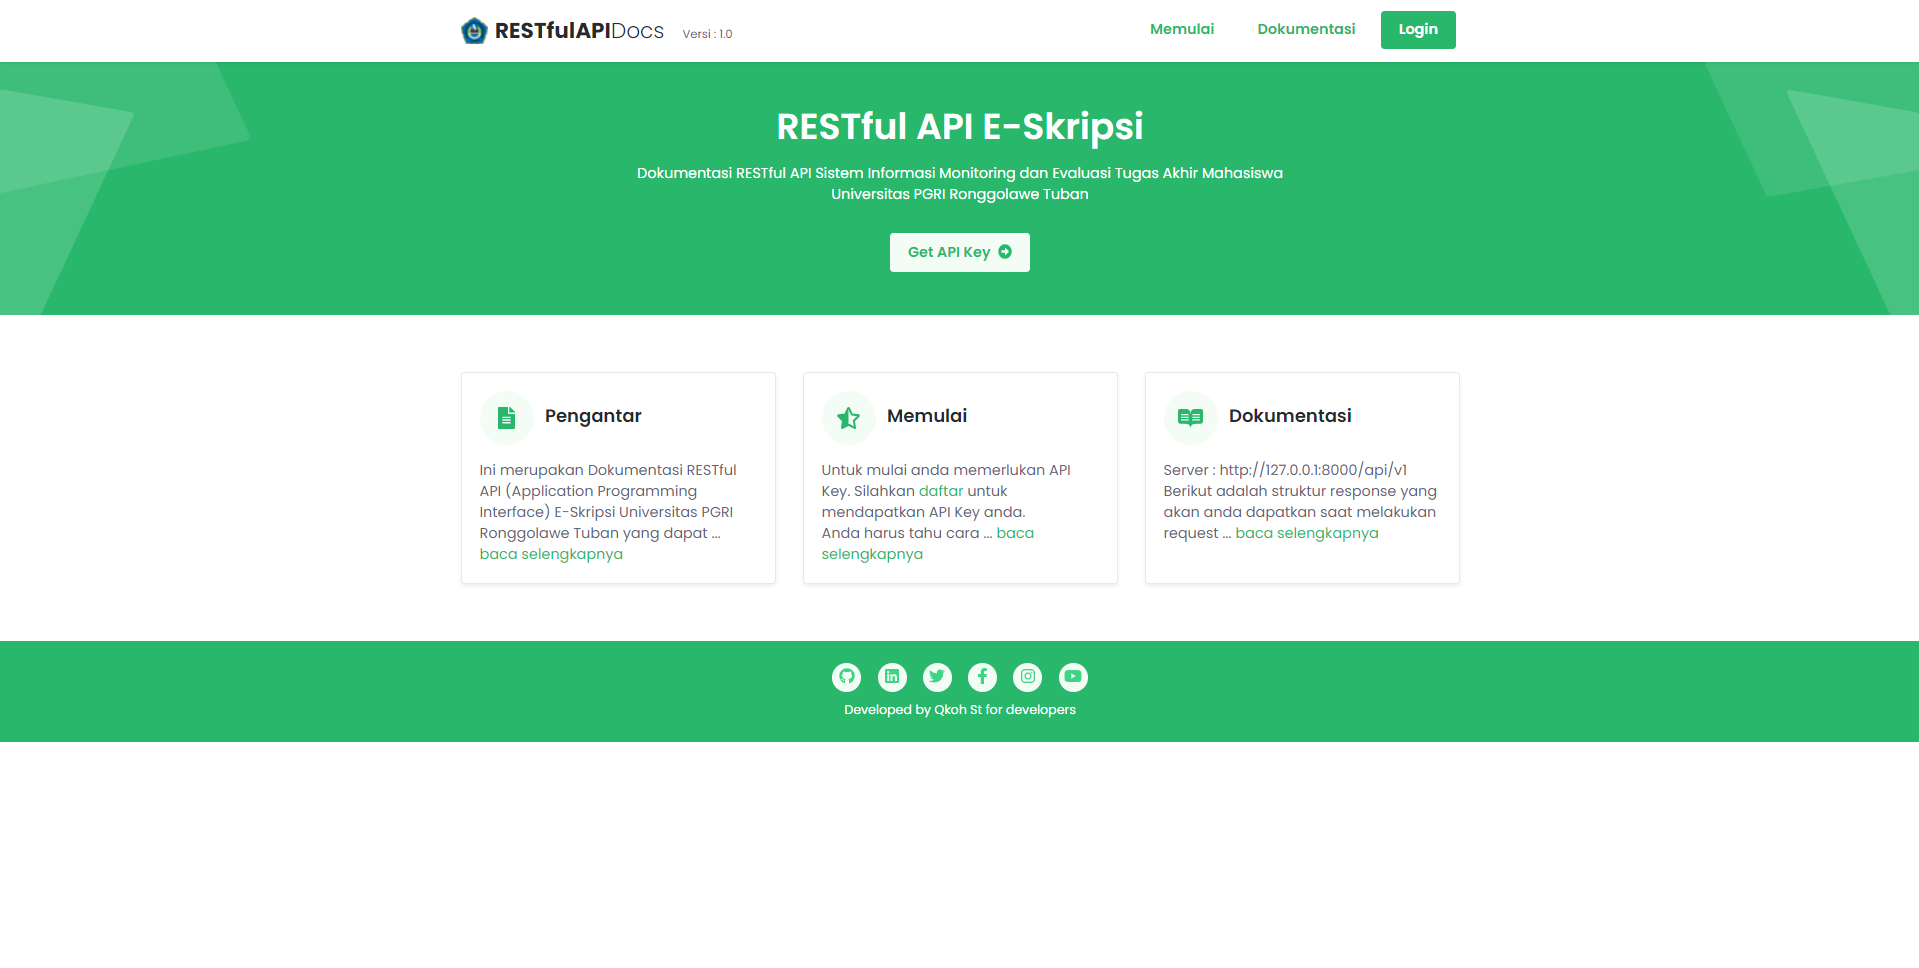 RESTfulAPIDocs Versi : 1.0
Memulai Dokumentasi Login
RESTful API E-Skripsi
Dokumentasi RESTful API Sistem Informasi Monitoring dan Evaluasi Tugas Akhir Mahasiswa
Universitas PGRI Ronggolawe Tuban
Get API Key
Pengantar
Ini merupakan Dokumentasi RESTful
API (Application Programming
Interface) E-Skripsi Universitas PGRI
Ronggolawe Tuban yang dapat ...
baca selengkapnya
Memulai
Untuk mulai anda memerlukan API
Key. Silahkan daftar untuk
mendapatkan API Key anda.
Anda harus tahu cara ... baca
selengkapnya
Dokumentasi
Server : http://127.0.0.1:8000/api/v1
Berikut adalah struktur response yang
akan anda dapatkan saat melakukan
request ... baca selengkapnya
Developed by Qkoh St for developers